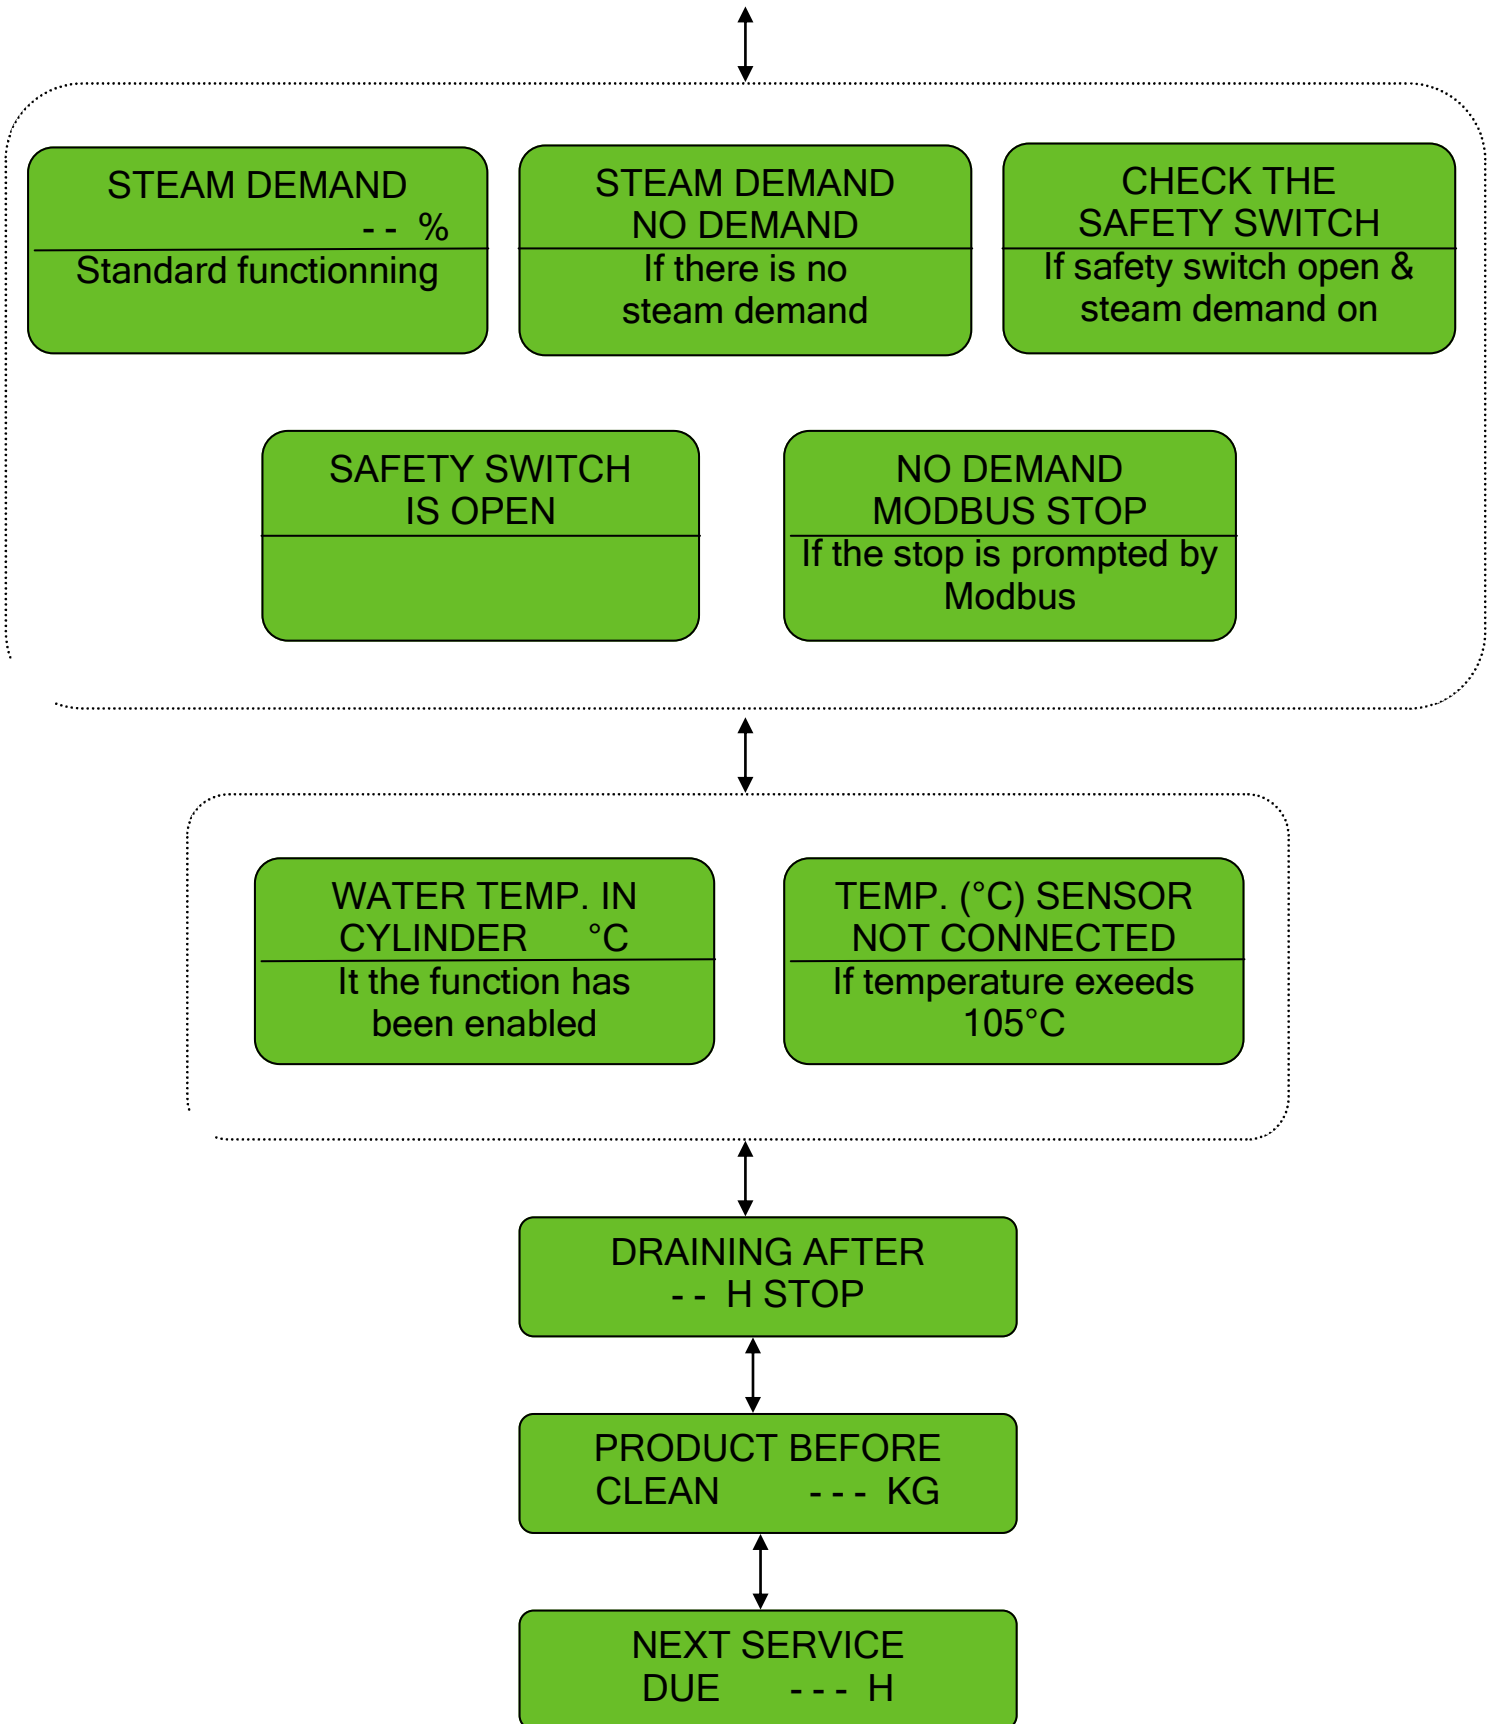 STEAM DEMAND
- - %
Standard functionning
STEAM DEMAND
NO DEMAND
If there is no
steam demand
CHECK THE
SAFETY SWITCH
If safety switch open &
steam demand on
SAFETY SWITCH
IS OPEN
NO DEMAND
MODBUS STOP
If the stop is prompted by
Modbus
WATER TEMP. IN
CYLINDER °C
It the function has
been enabled
TEMP. (°C) SENSOR
NOT CONNECTED
If temperature exeeds
105°C
DRAINING AFTER
- - H STOP
PRODUCT BEFORE
CLEAN - - - KG
NEXT SERVICE
DUE - - - H